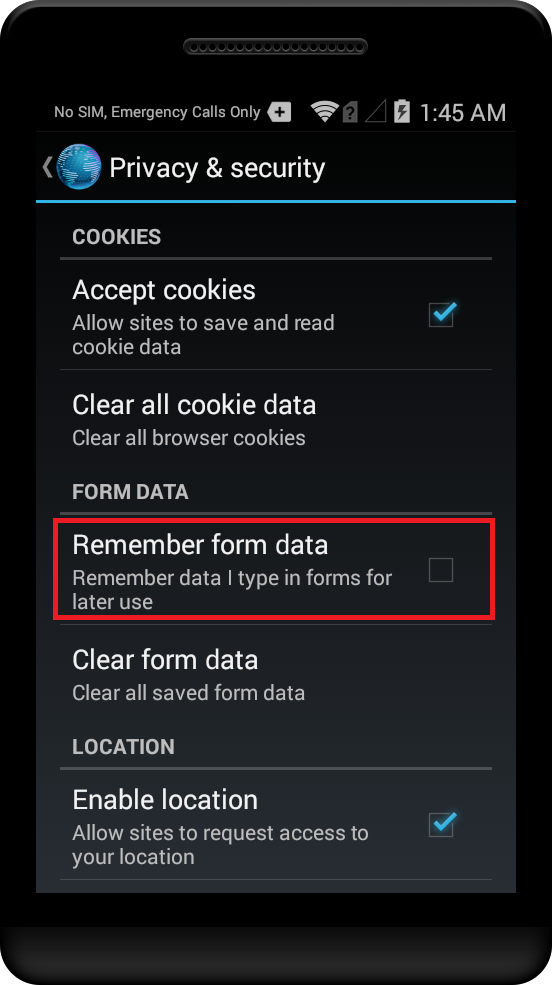 No SIM, Emergency Calls Only 1:45 AM
Privacy & security
COOKIES
Accept cookies
Allow sites to save and read
cookie data
Clear all cookie data
Clear all browser cookies
FORM DATA
Remember form data
Remember data I type in forms for
later use
Clear form data
Clear all saved form data
LOCATION
Enable location
Allow sites to request access to
your location